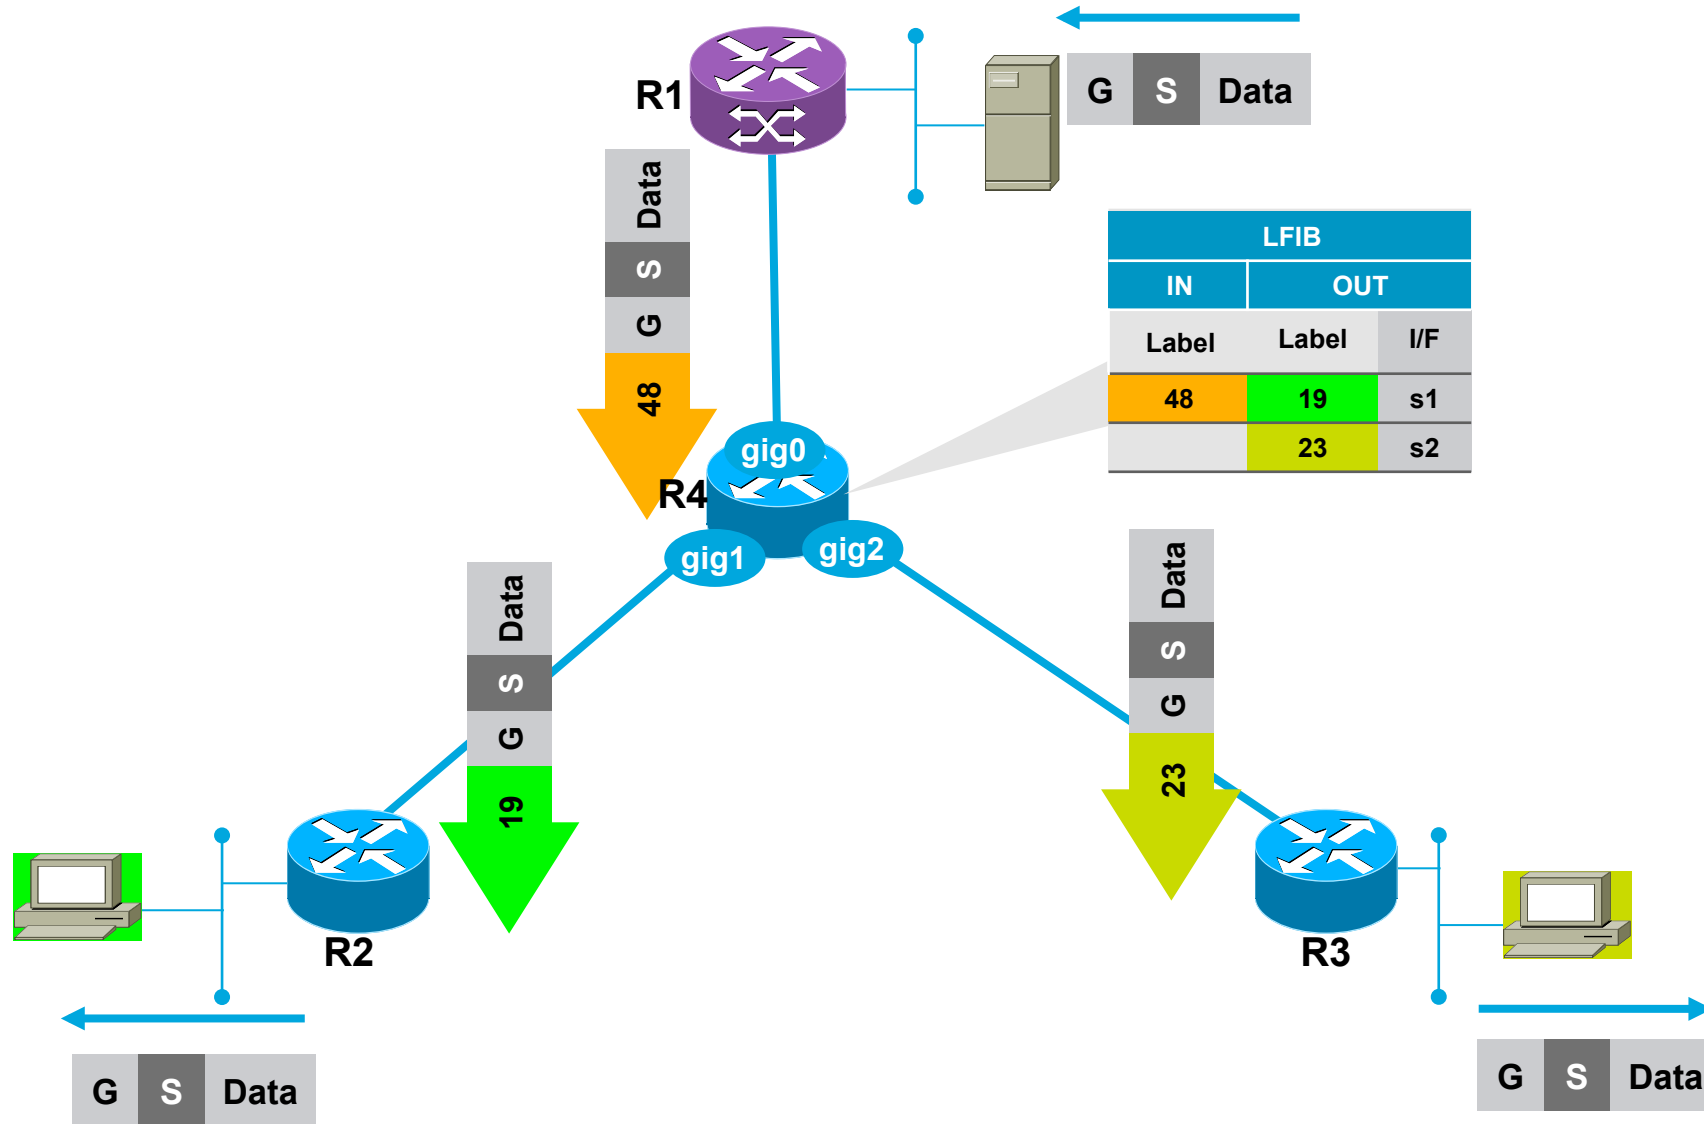 G S Data
R1
Data
S
G
48
LFIB
IN OUT
Label Label I/F
48 19 s1
23 s2
gig0
R4
gig1
gig2
Data
S
G
19
Data
S
G
23
R2
R3
G S Data
G S Data